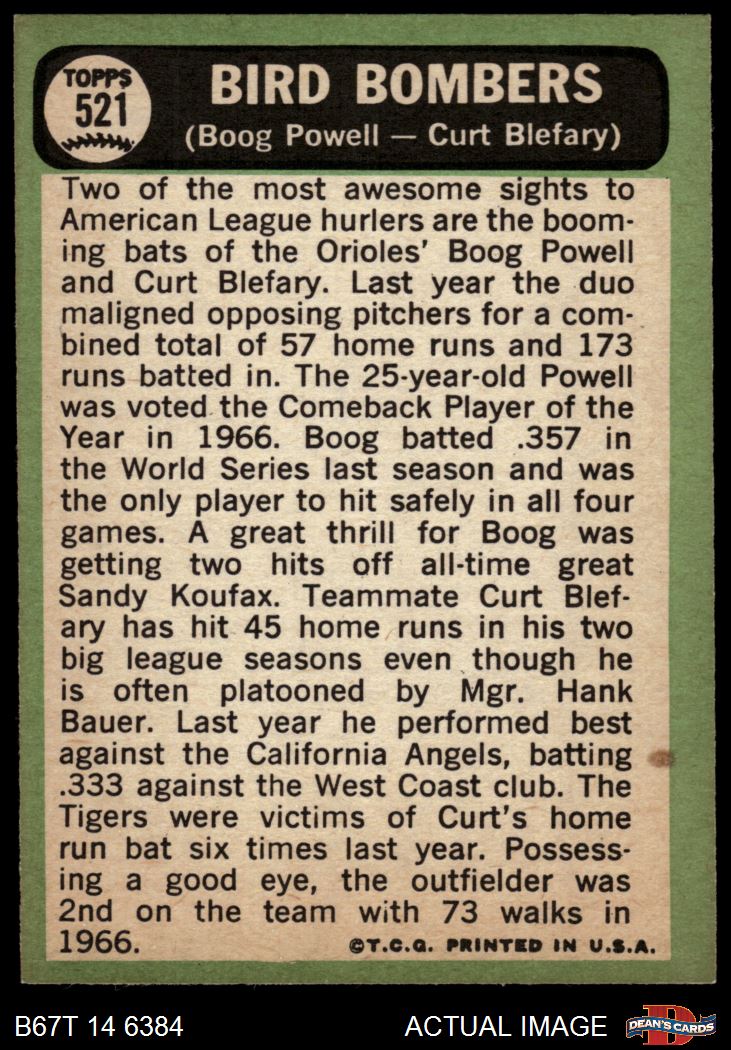 TOPPS
521
BIRD BOMBERS
(Boog Powell — Curt Blefary)
Two of the most awesome sights to
American League hurlers are the boom-
ing bats of the Orioles' Boog Powell
and Curt Blefary. Last year the duo
maligned opposing pitchers for a com-
bined total of 57 home runs and 173
runs batted in. The 25-year-old Powell
was voted the Comeback Player of the
Year in 1966. Boog batted .357 in
the World Series last season and was
the only player to hit safely in all four
games. A great thrill for Boog was
getting two hits off all-time great
Sandy Koufax. Teammate Curt Blef-
ary has hit 45 home runs in his two
big league seasons even though he
is often platooned by Mgr. Hank
Bauer. Last year he performed best
against the California Angels, batting
.333 against the West Coast club. The
Tigers were victims of Curt's home
run bat six times last year. Possess-
ing a good eye, the outfielder was
2nd on the team with 73 walks in
1966.
©T.C.G. PRINTED IN U.S.A.
B67T 14 6384
ACTUAL IMAGE
D
DEAN'S CARDS